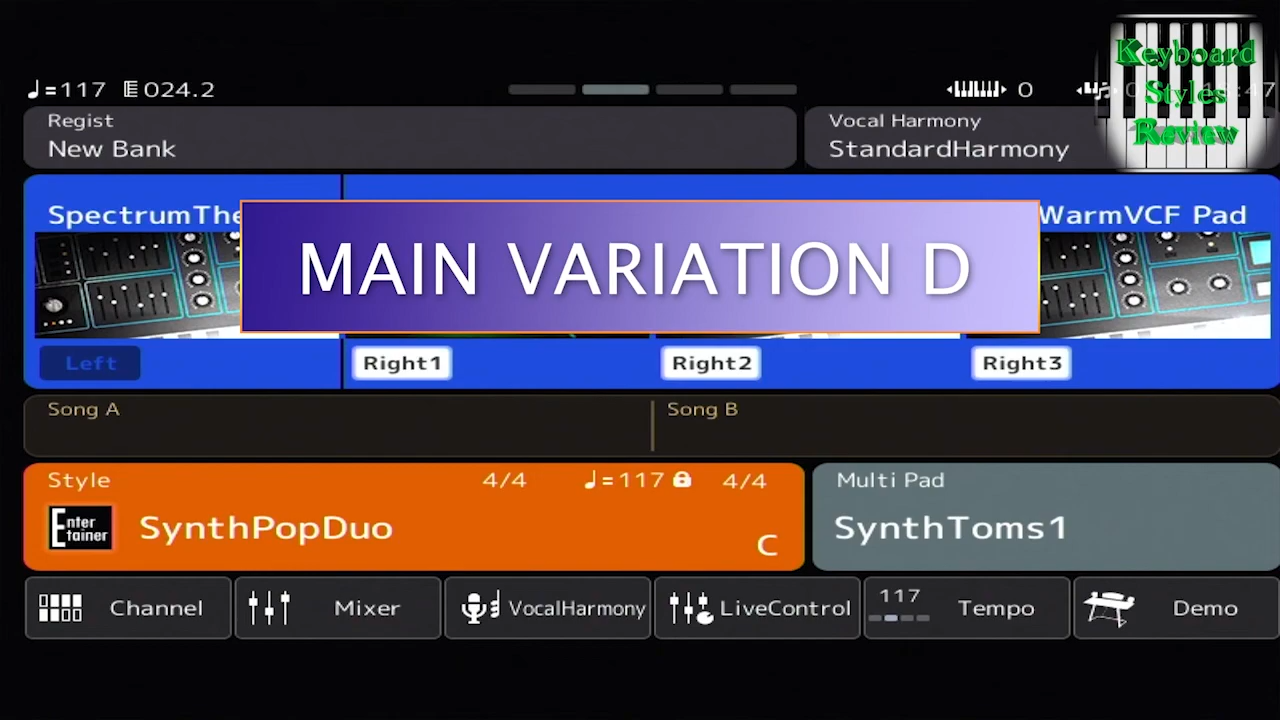 ♩=117 024.2
0
Keyboard
Styles
Review
Regist
New Bank
Vocal Harmony
StandardHarmony
SpectrumThe
WarmVCF Pad
MAIN VARIATION D
Left
Right1
Right2
Right3
Song A
Song B
Style
4/4
♩=117
4/4
Enter
tainer
SynthPopDuo
C
Multi Pad
SynthToms1
Channel
Mixer
VocalHarmony
LiveControl
117
Tempo
Demo